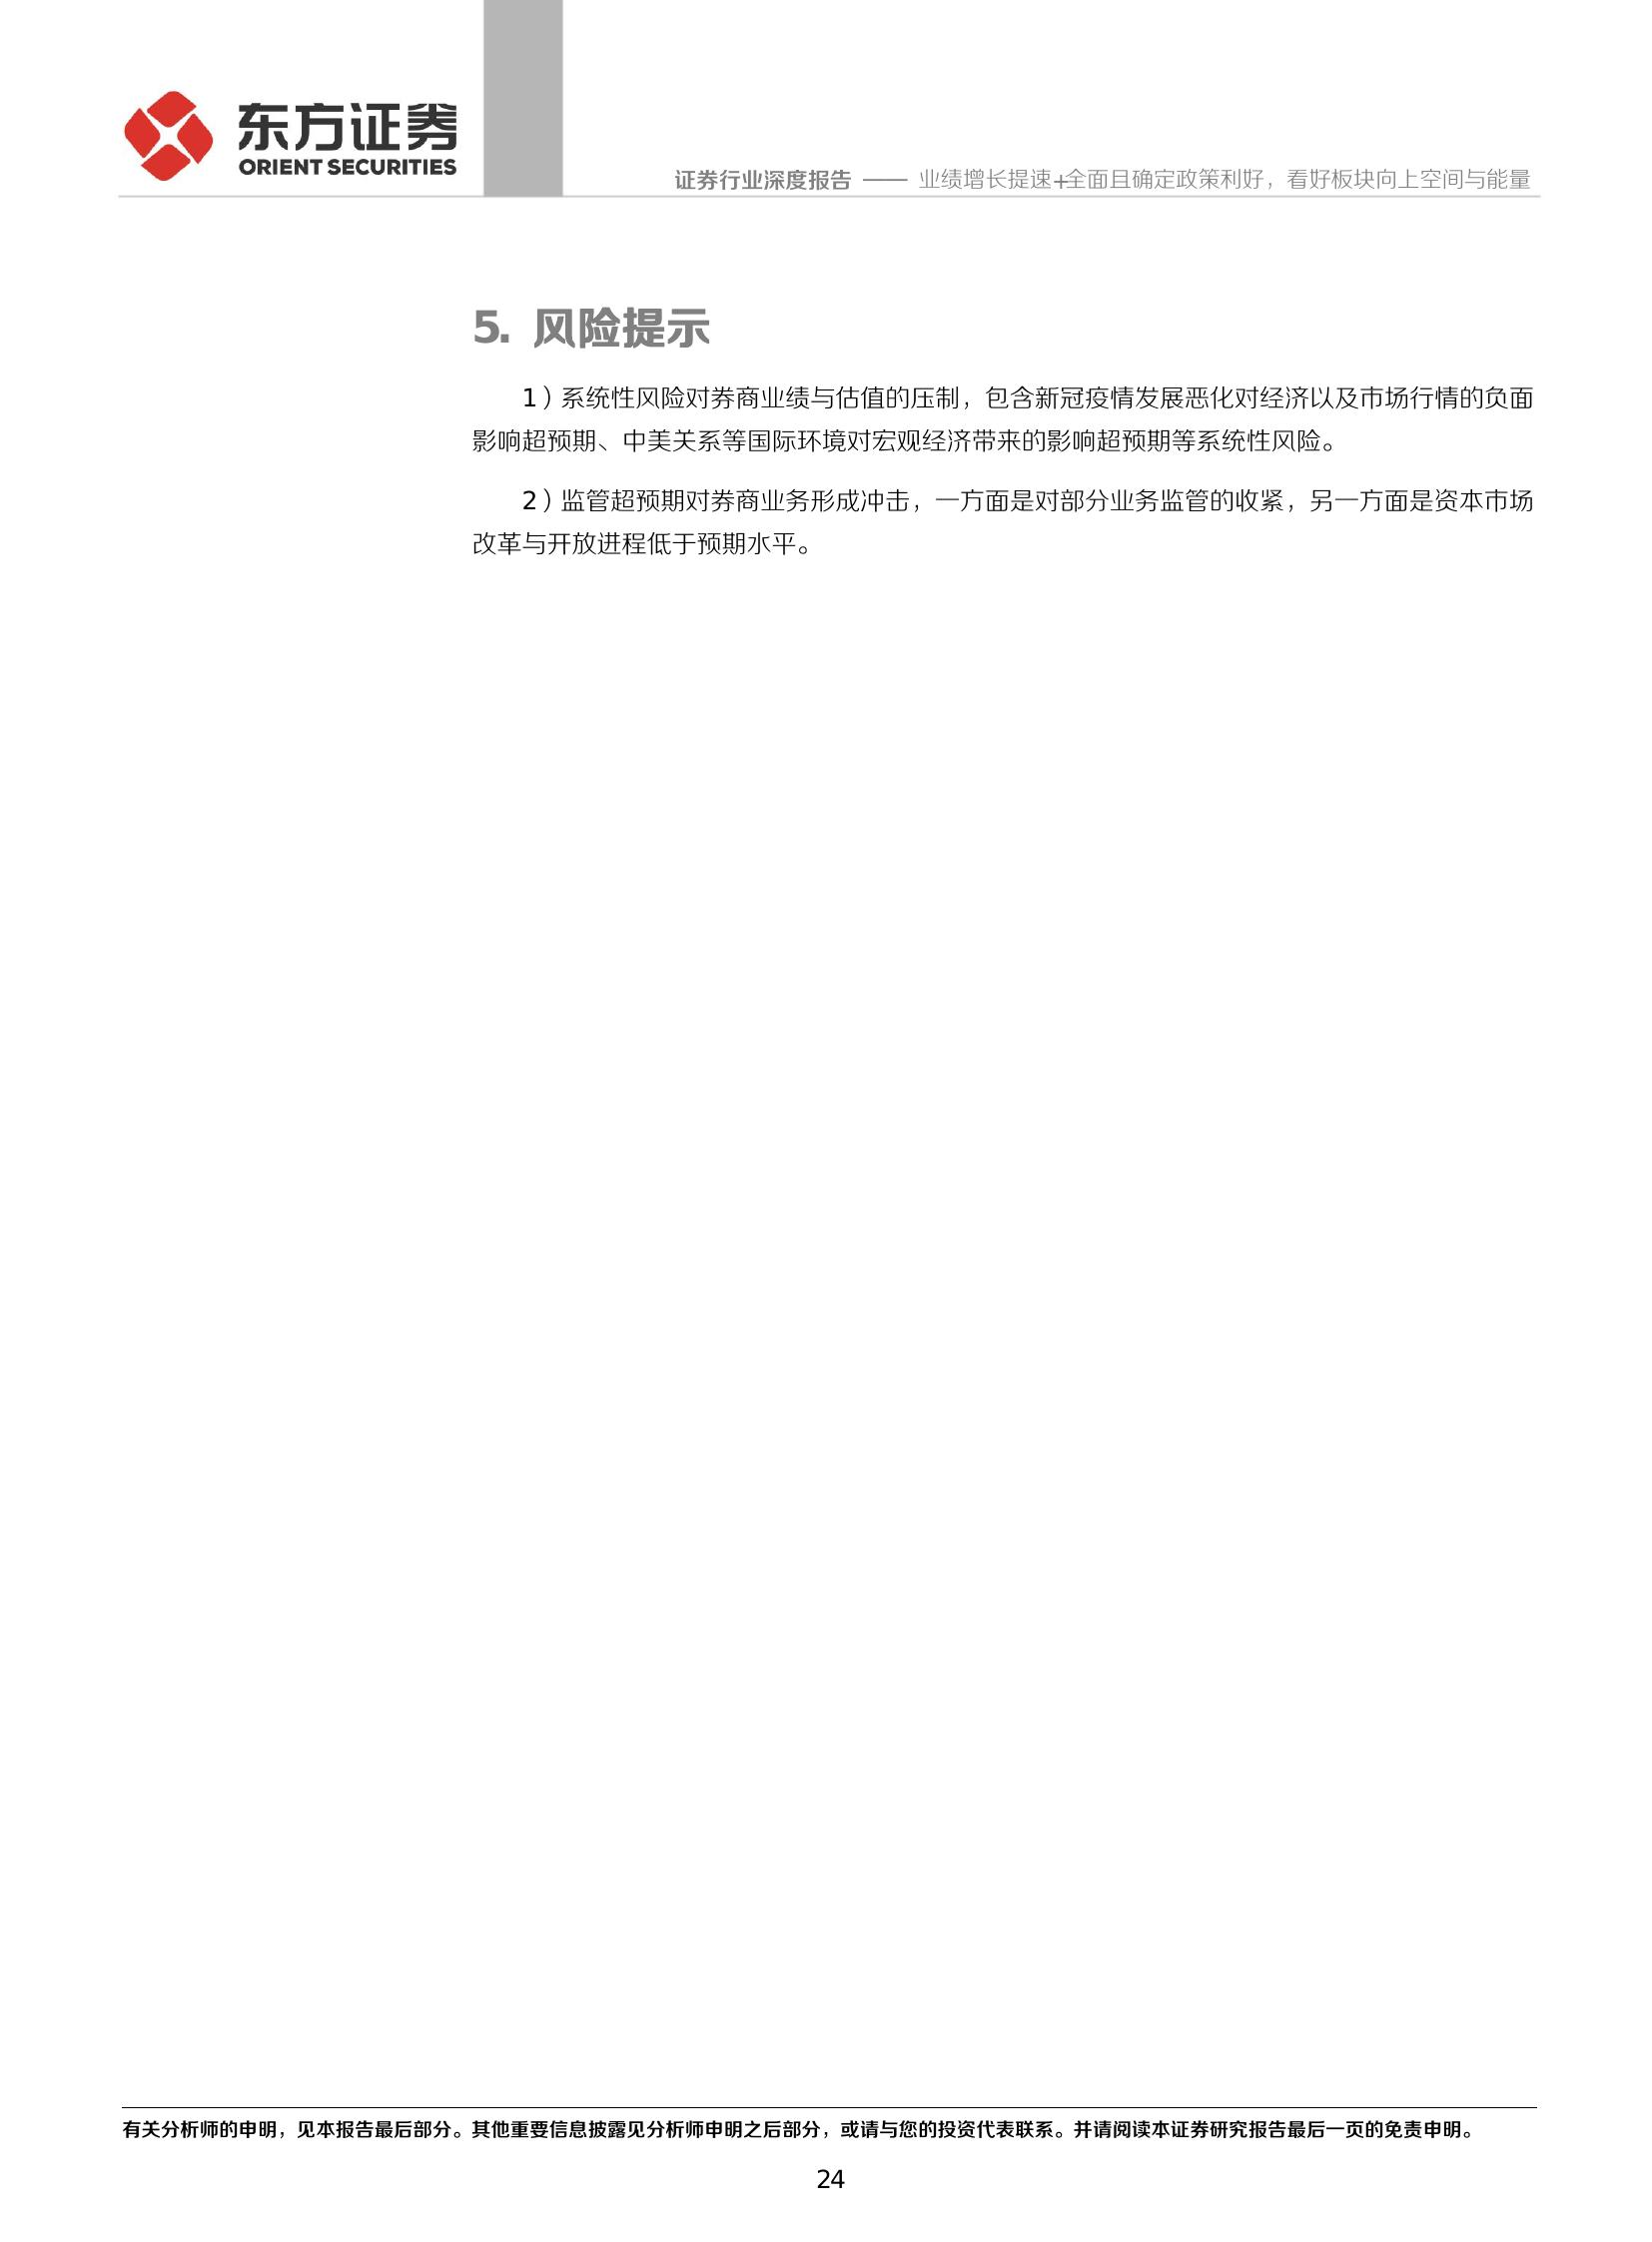 东方证券
ORIENT SECURITIES
证券行业深度报告 —— 业绩增长提速+全面且确定政策利好，看好板块向上空间与能量
5. 风险提示
1）系统性风险对券商业绩与估值的压制，包含新冠疫情发展恶化对经济以及市场行情的负面
影响超预期、中美关系等国际环境对宏观经济带来的影响超预期等系统性风险。
2）监管超预期对券商业务形成冲击，一方面是对部分业务监管的收紧，另一方面是资本市场
改革与开放进程低于预期水平。
有关分析师的申明，见本报告最后部分。其他重要信息披露见分析师申明之后部分，或请与您的投资代表联系。并请阅读本证券研究报告最后一页的免责申明。
24